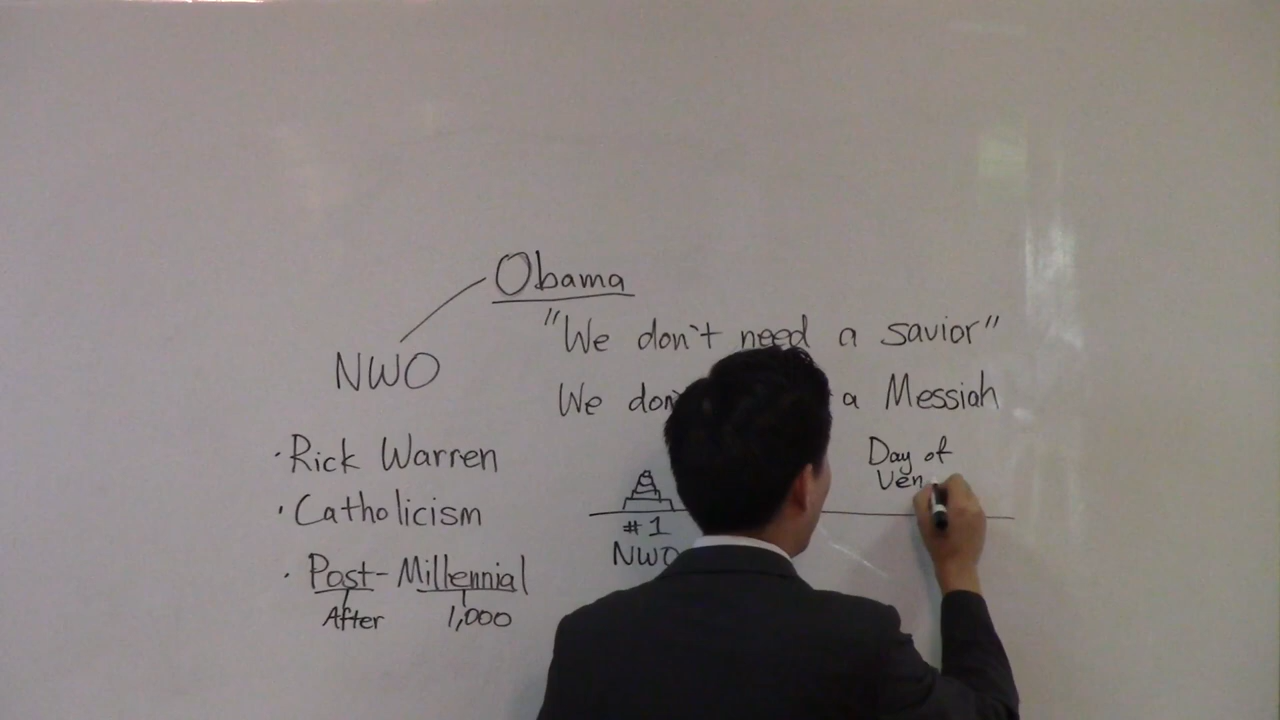 Obama
"We don't need a savior"
NWO
We don a Messiah
· Rick Warren
· Catholicism
· Post-Millennial
After 1,000
#1
NWO
Day of
Ven